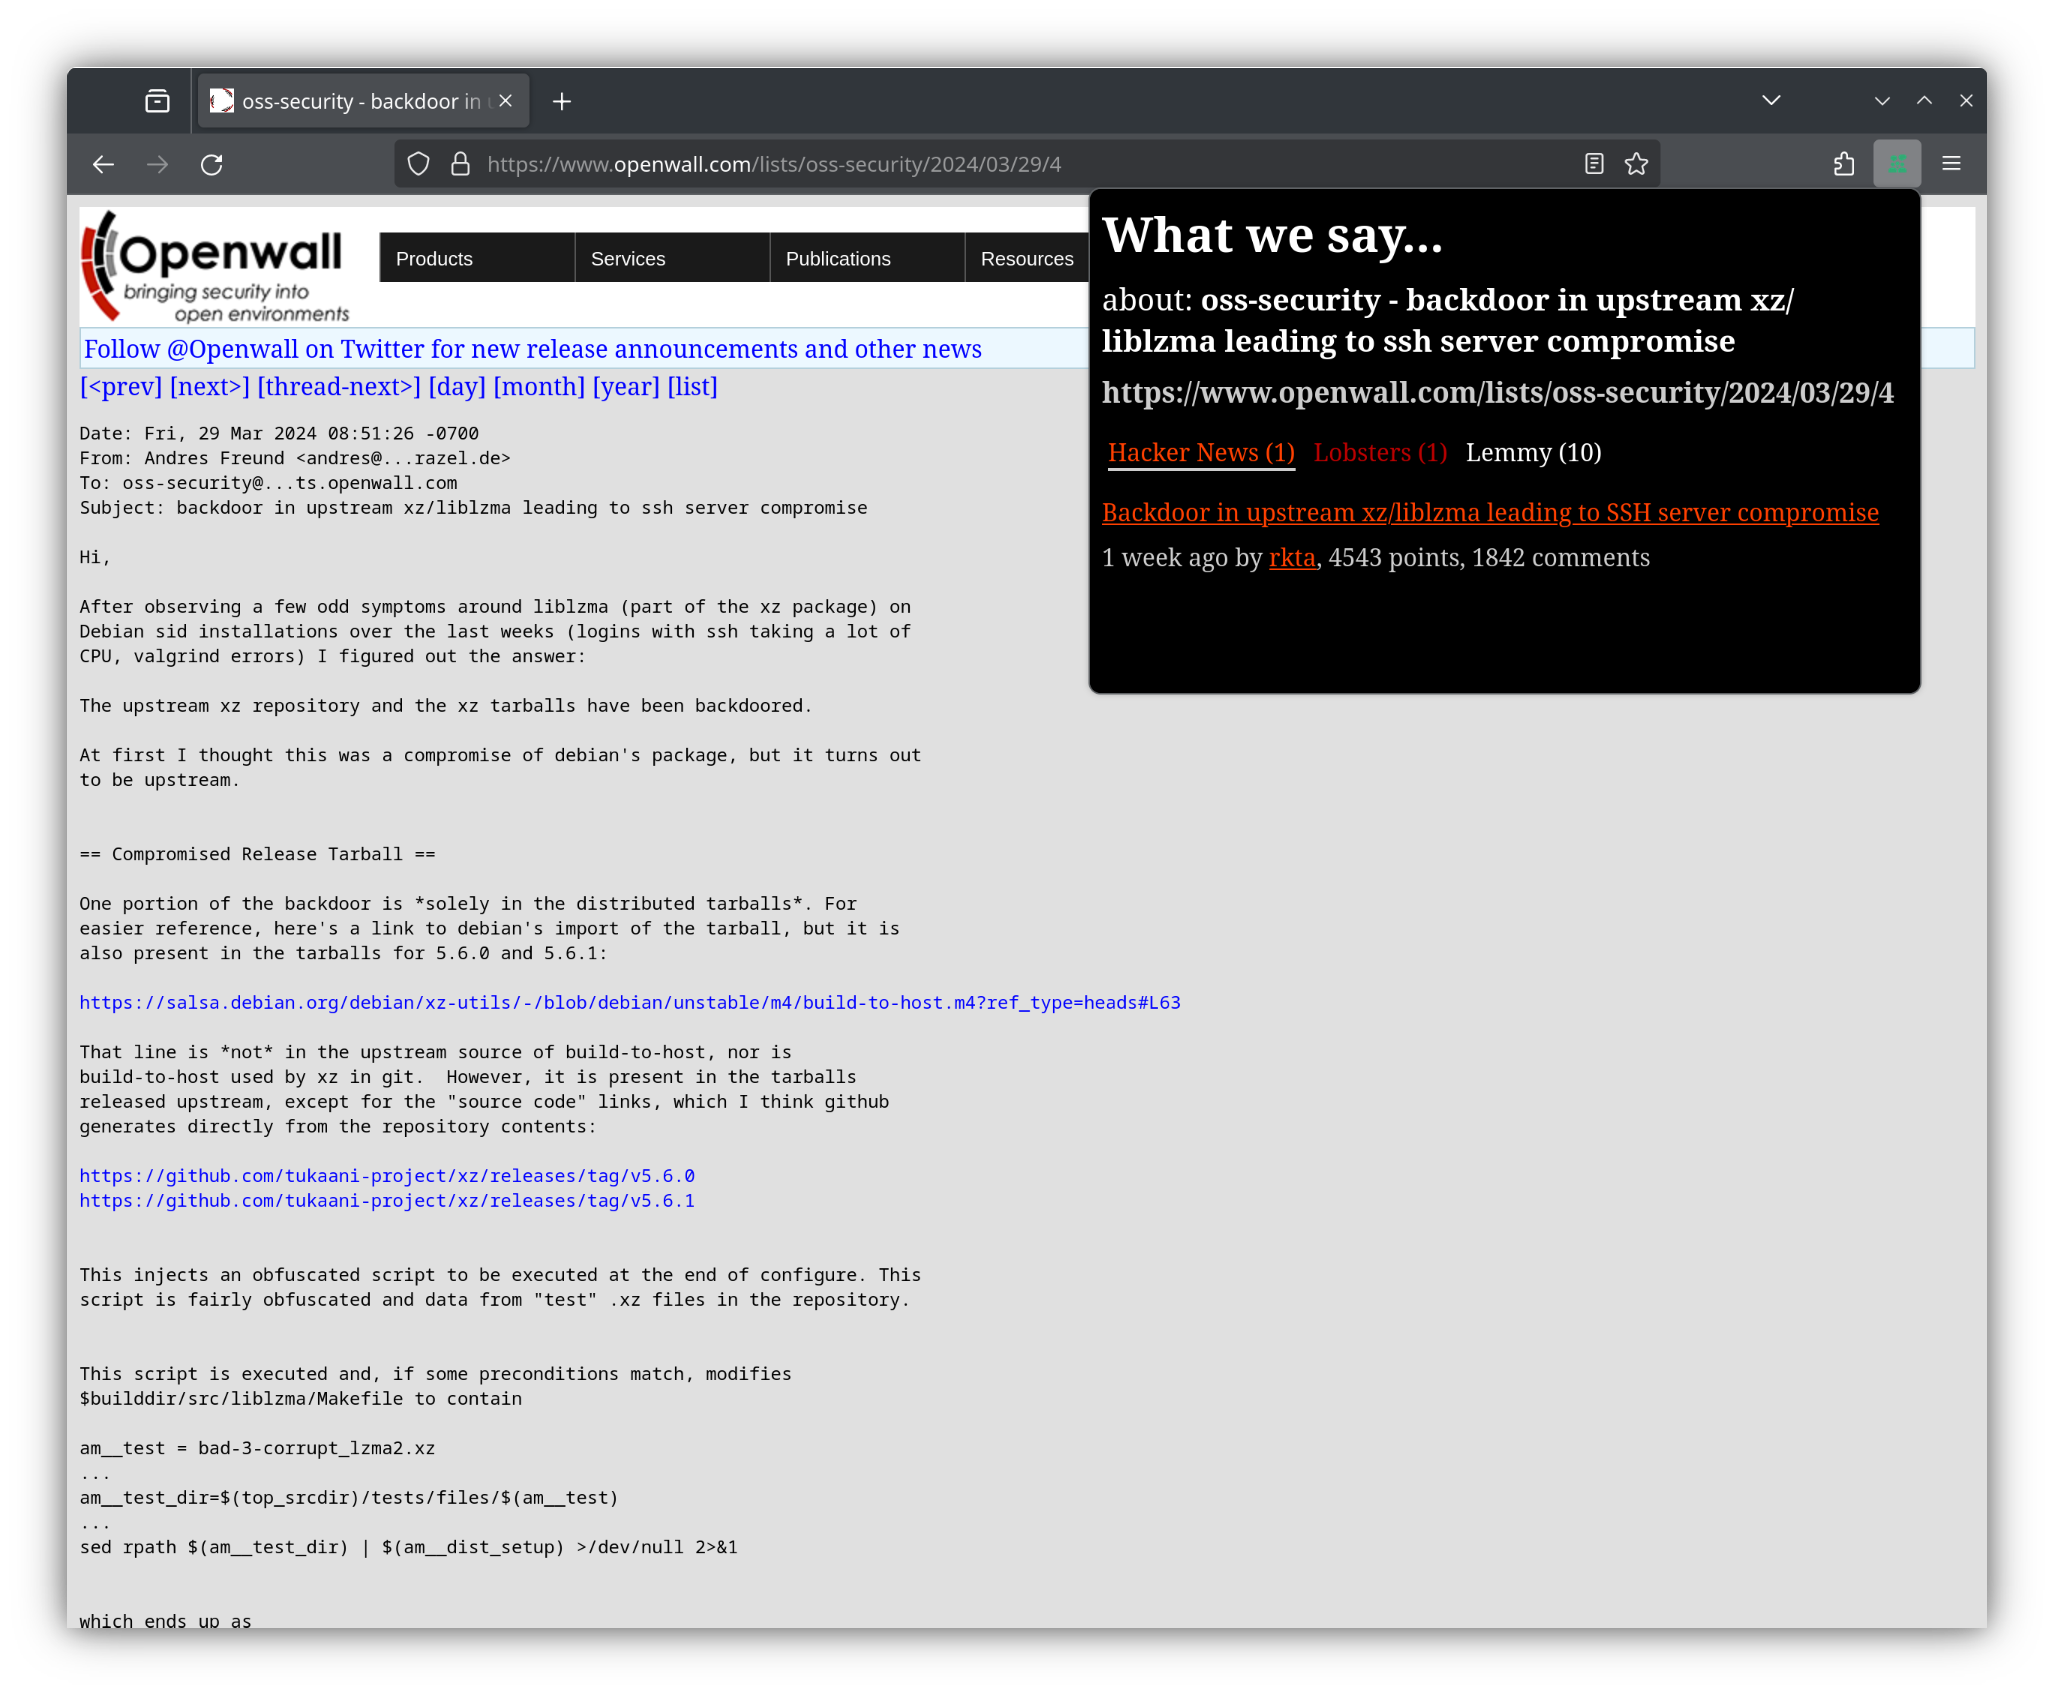 oss-security - backdoor in
https://www.openwall.com/lists/oss-security/2024/03/29/4
Openwall
bringing security into
open environments
Products Services Publications Resources
What we say...
about: oss-security - backdoor in upstream xz/
liblzma leading to ssh server compromise
https://www.openwall.com/lists/oss-security/2024/03/29/4
Hacker News (1) Lobsters (1) Lemmy (10)
Backdoor in upstream xz/liblzma leading to SSH server compromise
1 week ago by rkta, 4543 points, 1842 comments
Follow @Openwall on Twitter for new release announcements and other news
[<prev] [next>] [thread-next>] [day] [month] [year] [list]
Date: Fri, 29 Mar 2024 08:51:26 -0700
From: Andres Freund <andres@...razel.de>
To: oss-security@...ts.openwall.com
Subject: backdoor in upstream xz/liblzma leading to ssh server compromise
Hi,
After observing a few odd symptoms around liblzma (part of the xz package) on
Debian sid installations over the last weeks (logins with ssh taking a lot of
CPU, valgrind errors) I figured out the answer:
The upstream xz repository and the xz tarballs have been backdoored.
At first I thought this was a compromise of debian's package, but it turns out
to be upstream.
== Compromised Release Tarball ==
One portion of the backdoor is *solely in the distributed tarballs*. For
easier reference, here's a link to debian's import of the tarball, but it is
also present in the tarballs for 5.6.0 and 5.6.1:
https://salsa.debian.org/debian/xz-utils/-/blob/debian/unstable/m4/build-to-host.m4?ref_type=heads#L63
That line is *not* in the upstream source of build-to-host, nor is
build-to-host used by xz in git.  However, it is present in the tarballs
released upstream, except for the "source code" links, which I think github
generates directly from the repository contents:
https://github.com/tukaani-project/xz/releases/tag/v5.6.0
https://github.com/tukaani-project/xz/releases/tag/v5.6.1
This injects an obfuscated script to be executed at the end of configure. This
script is fairly obfuscated and data from "test" .xz files in the repository.
This script is executed and, if some preconditions match, modifies
$builddir/src/liblzma/Makefile to contain
am__test = bad-3-corrupt_lzma2.xz
...
am__test_dir=$(top_srcdir)/tests/files/$(am__test)
...
sed rpath $(am__test_dir) | $(am__dist_setup) >/dev/null 2>&1
which ends up as